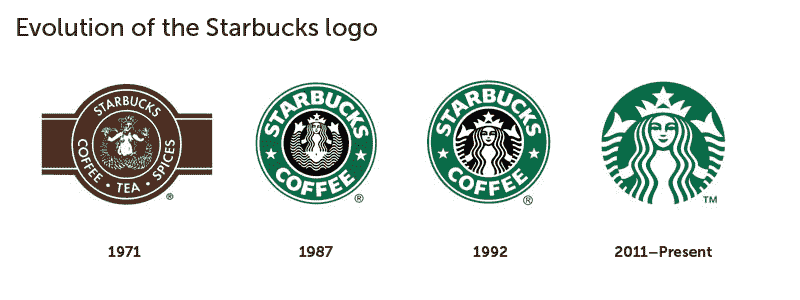 Evolution of the Starbucks logo
STARBUCKS
COFFEE • TEA • SPICES
®
STARBUCKS
COFFEE
®
STARBUCKS
COFFEE
®
TM
1971
1987
1992
2011–Present